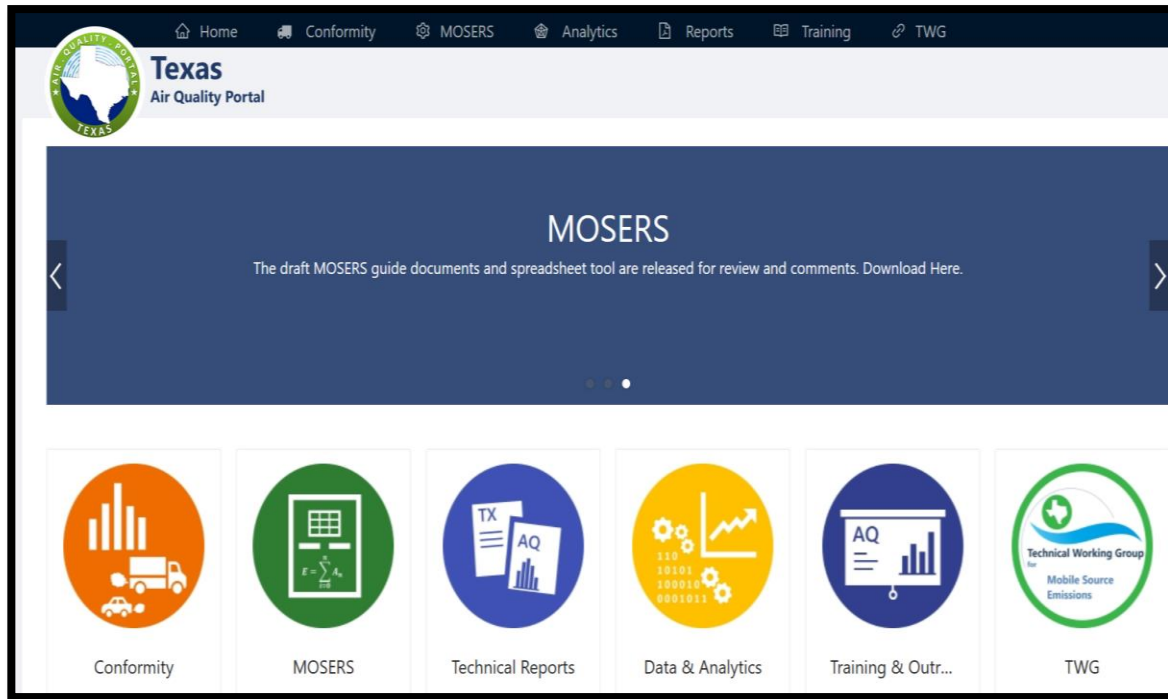 Home Conformity MOSERS Analytics Reports Training TWG
AIR · QUALITY · PORTAL
TEXAS
Texas
Air Quality Portal
MOSERS
The draft MOSERS guide documents and spreadsheet tool are released for review and comments. Download Here.
TX
AQ
E = ∑ Aₙ
110
10101
100010
0001011
AQ
Technical Working Group
for
Mobile Source
Emissions
Conformity MOSERS Technical Reports Data & Analytics Training & Outr... TWG